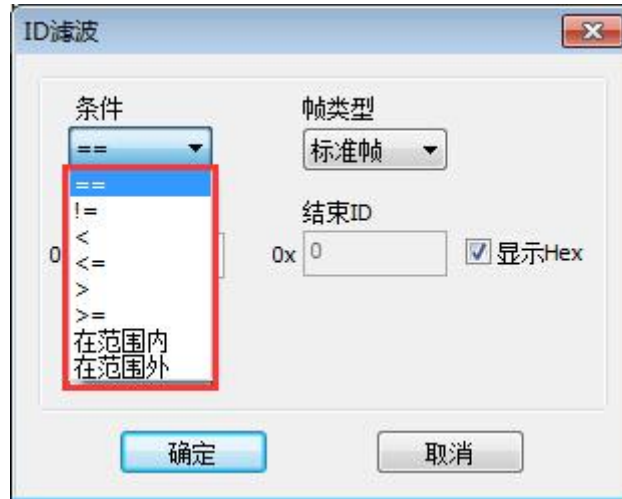 ID滤波
条件
帧类型
==
标准帧
==
!=
结束ID
<
0
0x
0
显示Hex
<=
>
>=
在范围内
在范围外
确定
取消